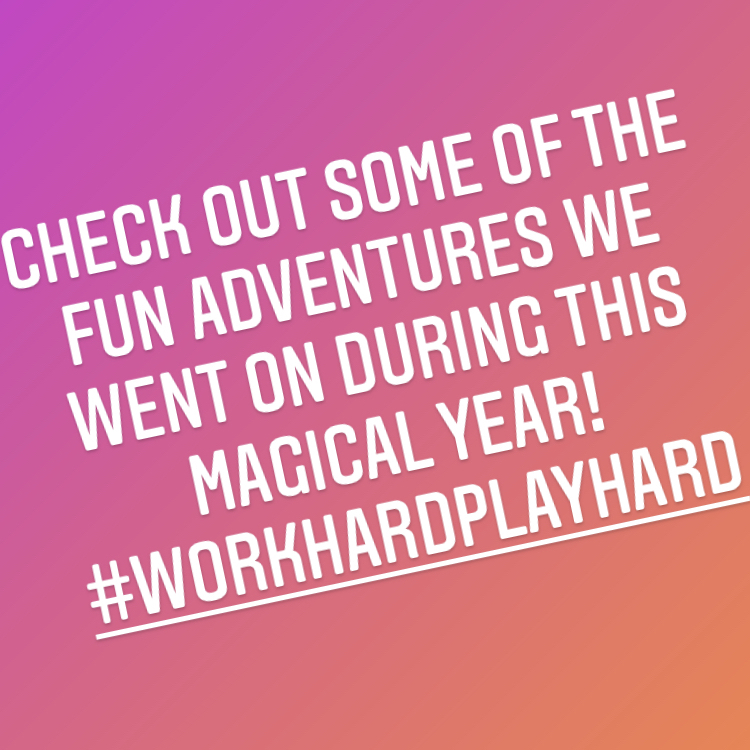 CHECK OUT SOME OF THE
FUN ADVENTURES WE
WENT ON DURING THIS
MAGICAL YEAR!
#WORKHARDPLAYHARD